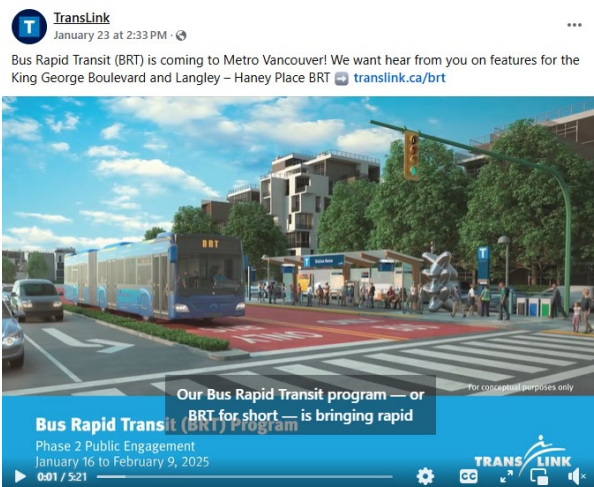 TransLink
January 23 at 2:33 PM ·
Bus Rapid Transit (BRT) is coming to Metro Vancouver! We want hear from you on features for the
King George Boulevard and Langley – Haney Place BRT ➡ translink.ca/brt
BRT
T
Station Name
T
Our Bus Rapid Transit program — or
BRT for short — is bringing rapid
For conceptual purposes only
Bus Rapid Transit (BRT) Program
Phase 2 Public Engagement
January 16 to February 9, 2025
TRANSLINK
0:01 / 5:21
CC